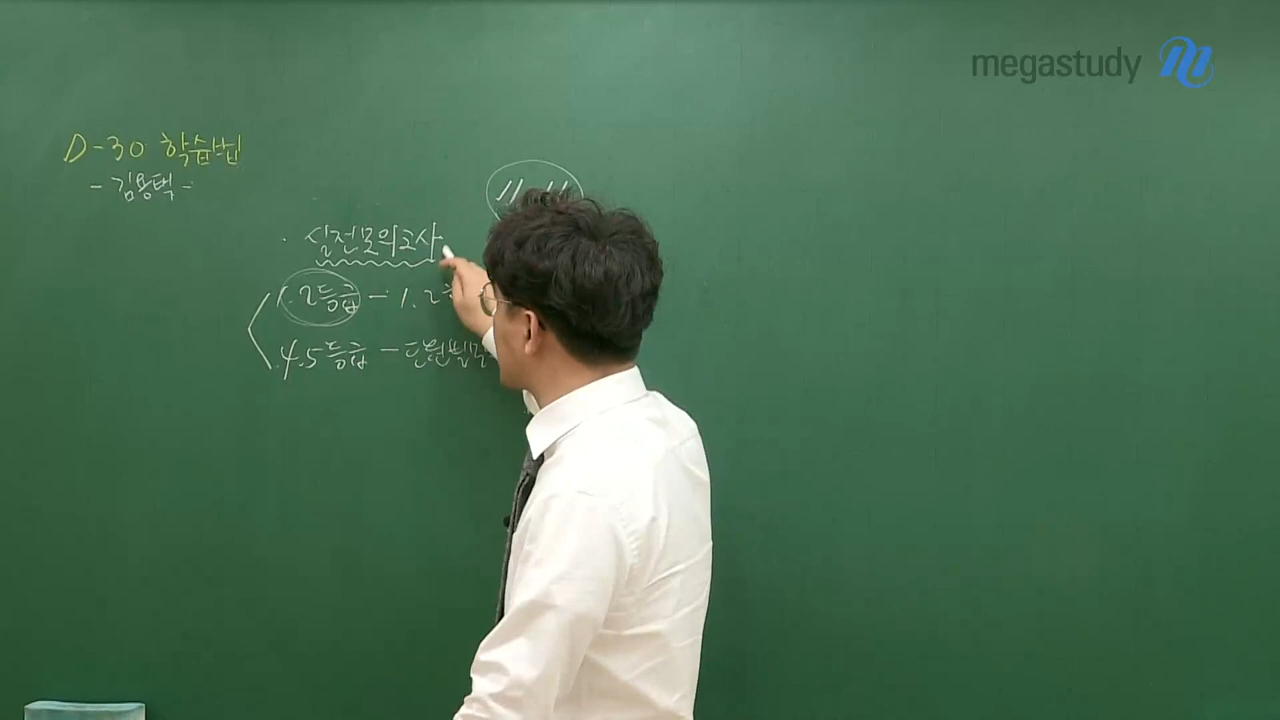 megastudy
D-30 학습법
- 김용택 -
· 실전모의고사
1.2등급 - 1.2
4.5등급 - 단원별